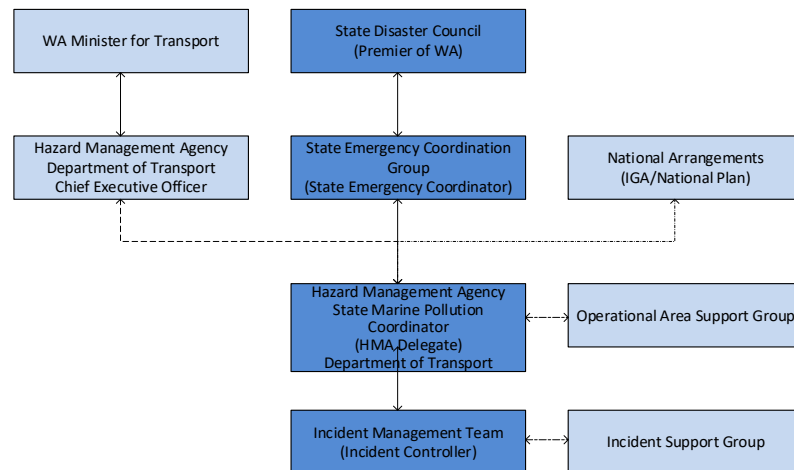 WA Minister for Transport
State Disaster Council
(Premier of WA)
Hazard Management Agency
Department of Transport
Chief Executive Officer
State Emergency Coordination
Group
(State Emergency Coordinator)
National Arrangements
(IGA/National Plan)
Hazard Management Agency
State Marine Pollution
Coordinator
(HMA Delegate)
Department of Transport
Operational Area Support Group
Incident Management Team
(Incident Controller)
Incident Support Group